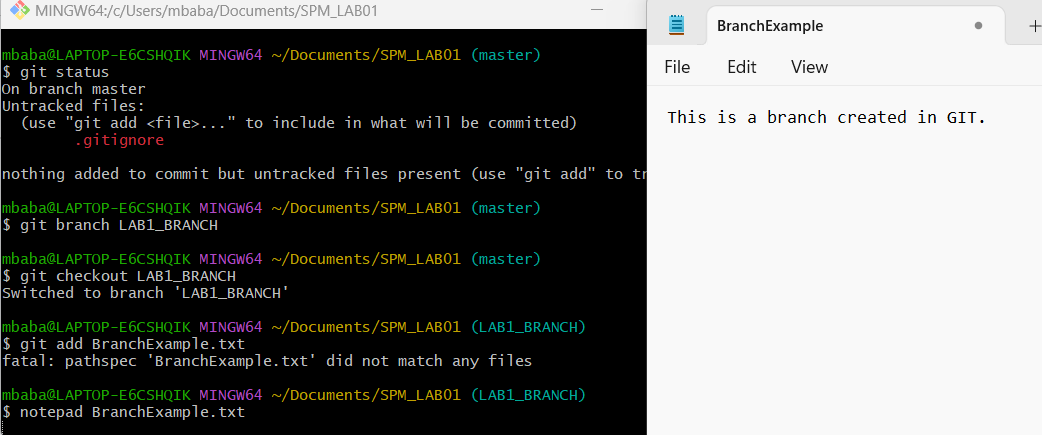 MINGW64:/c/Users/mbaba/Documents/SPM_LAB01
mbaba@LAPTOP-E6CSHQIK MINGW64 ~/Documents/SPM_LAB01 (master)
$ git status
On branch master
Untracked files:
  (use "git add <file>..." to include in what will be committed)
        .gitignore
nothing added to commit but untracked files present (use "git add" to tr
mbaba@LAPTOP-E6CSHQIK MINGW64 ~/Documents/SPM_LAB01 (master)
$ git branch LAB1_BRANCH
mbaba@LAPTOP-E6CSHQIK MINGW64 ~/Documents/SPM_LAB01 (master)
$ git checkout LAB1_BRANCH
Switched to branch 'LAB1_BRANCH'
mbaba@LAPTOP-E6CSHQIK MINGW64 ~/Documents/SPM_LAB01 (LAB1_BRANCH)
$ git add BranchExample.txt
fatal: pathspec 'BranchExample.txt' did not match any files
mbaba@LAPTOP-E6CSHQIK MINGW64 ~/Documents/SPM_LAB01 (LAB1_BRANCH)
$ notepad BranchExample.txt
BranchExample
File Edit View
This is a branch created in GIT.